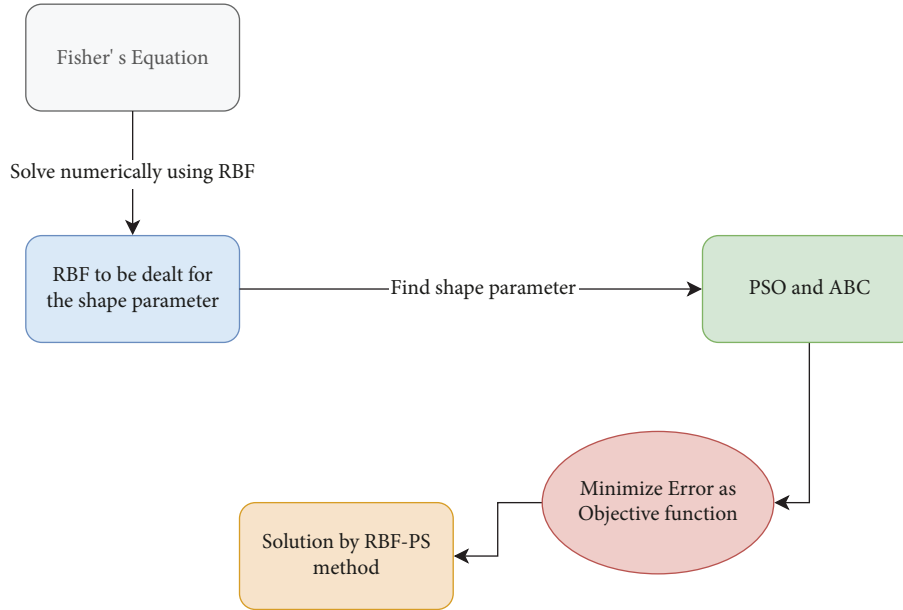 Fisher' s Equation
Solve numerically using RBF
RBF to be dealt for
the shape parameter
Find shape parameter
PSO and ABC
Minimize Error as
Objective function
Solution by RBF-PS
method